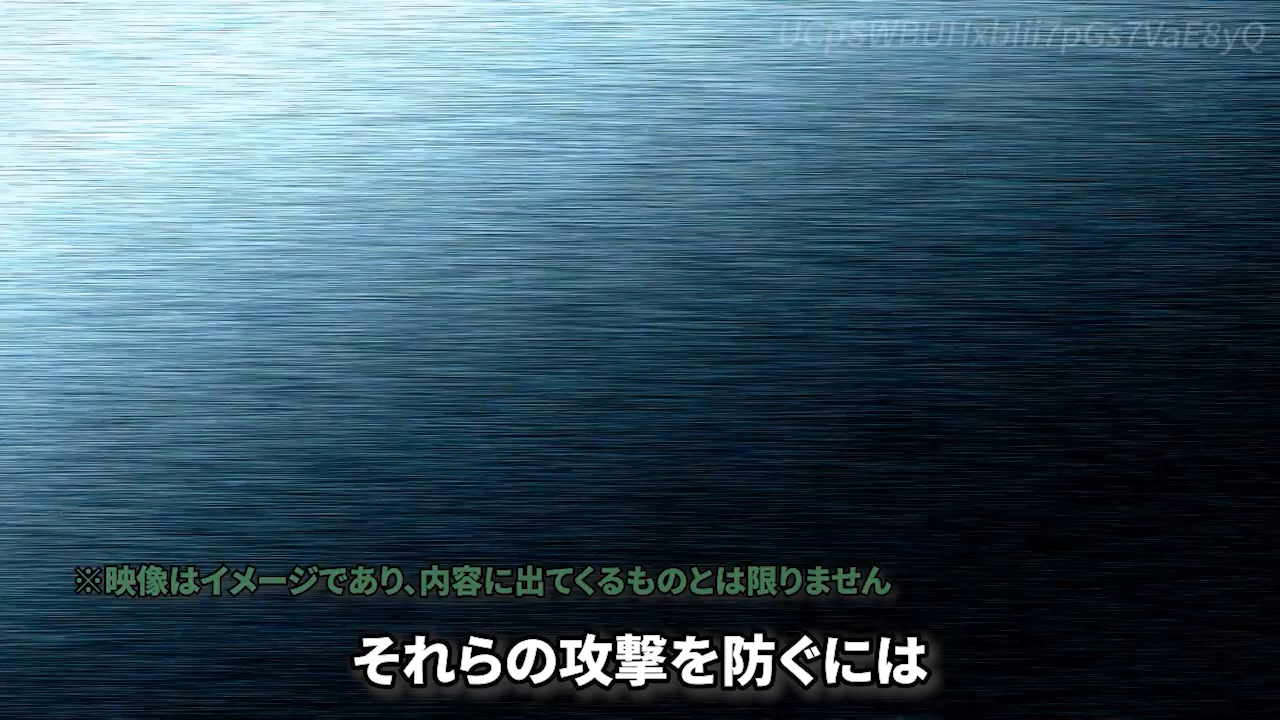 UCpSWBUHxbIii7pGs7VaE8yQ
※映像はイメージであり、内容に出てくるものとは限りません
それらの攻撃を防ぐには